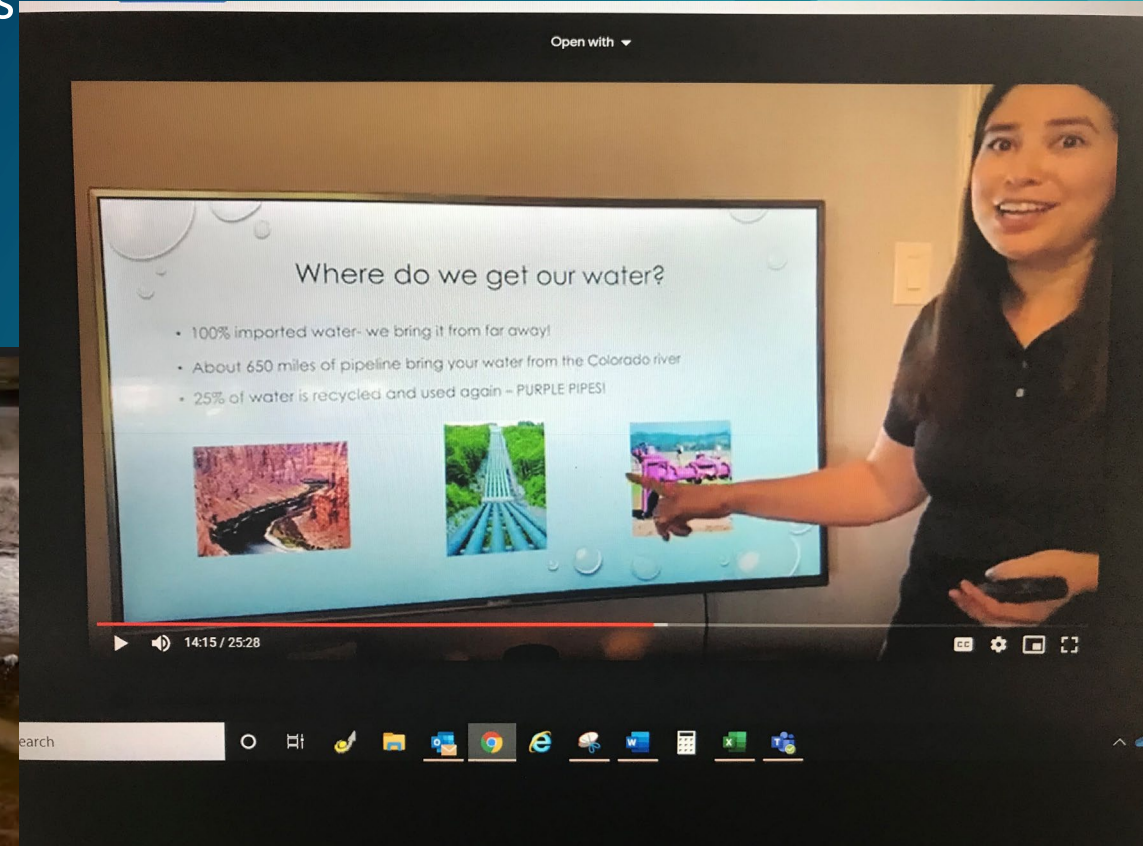 s
Open with
Where do we get our water?
• 100% imported water- we bring it from far away!
• About 650 miles of pipeline bring your water from the Colorado river
• 25% of water is recycled and used again – PURPLE PIPES!
14:15 / 25:28
CC
earch